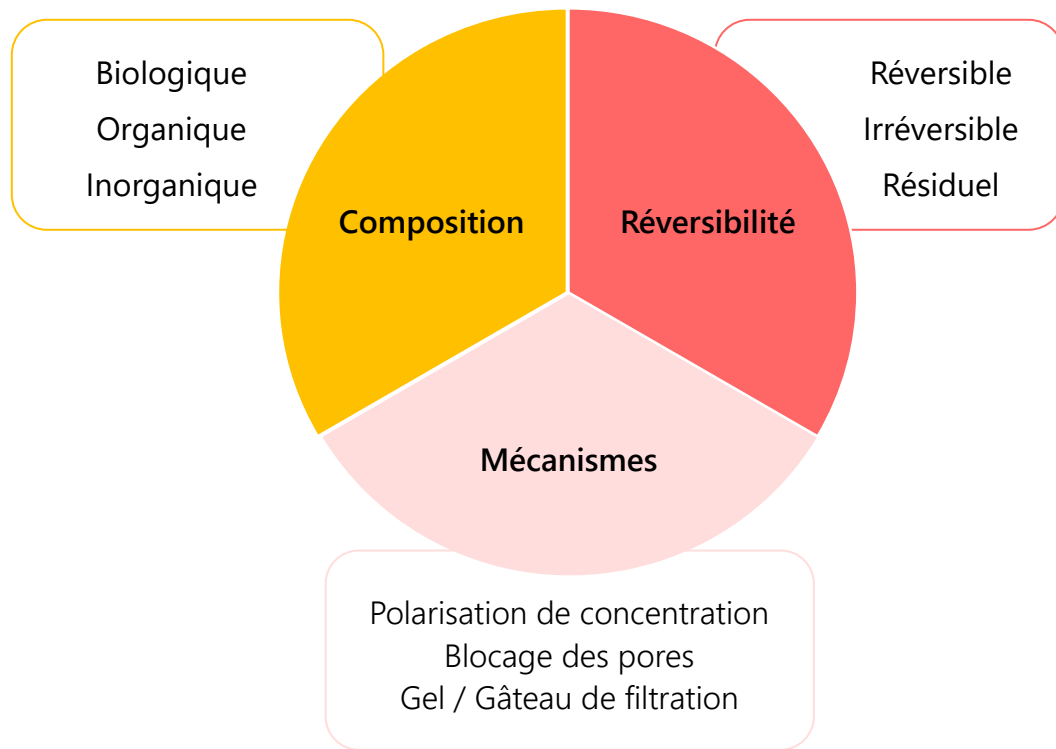 Biologique
Organique
Inorganique
Composition
Réversible
Irréversible
Résiduel
Réversibilité
Mécanismes
Polarisation de concentration
Blocage des pores
Gel / Gâteau de filtration